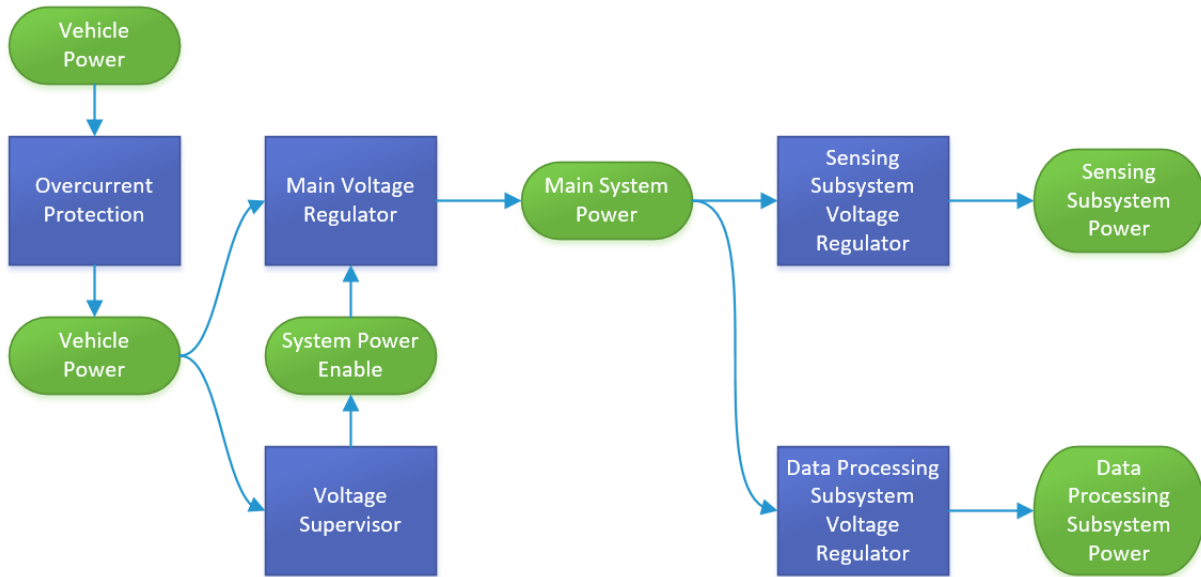 Vehicle
Power
Overcurrent
Protection
Vehicle
Power
Main Voltage
Regulator
System Power
Enable
Voltage
Supervisor
Main System
Power
Sensing
Subsystem
Voltage
Regulator
Sensing
Subsystem
Power
Data Processing
Subsystem
Voltage
Regulator
Data
Processing
Subsystem
Power